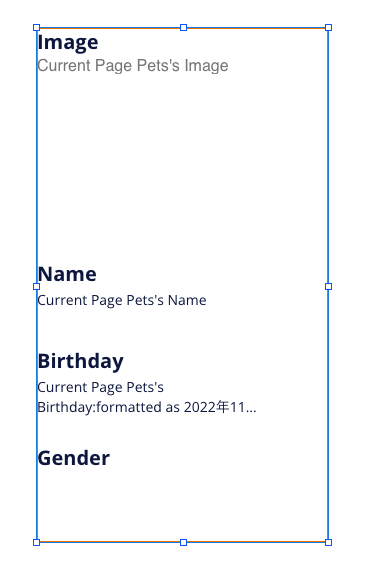 Image
Current Page Pets's Image
Name
Current Page Pets's Name
Birthday
Current Page Pets's
Birthday:formatted as 2022年11...
Gender